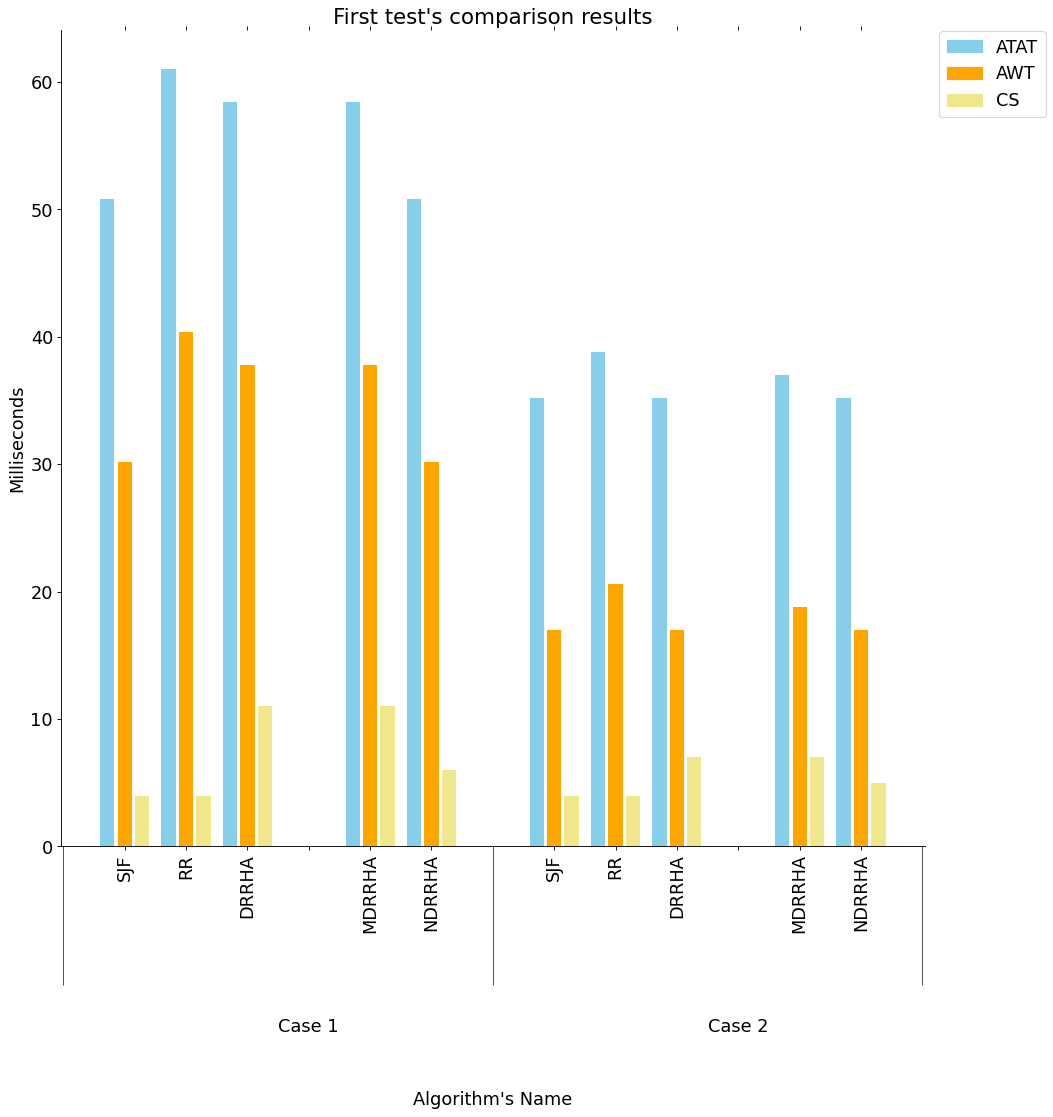 First test's comparison results
ATAT
AWT
CS
Milliseconds
60
50
40
30
20
10
0
SJF
RR
DRRHA
MDRRHA
NDRRHA
SJF
RR
DRRHA
MDRRHA
NDRRHA
Case 1
Case 2
Algorithm's Name